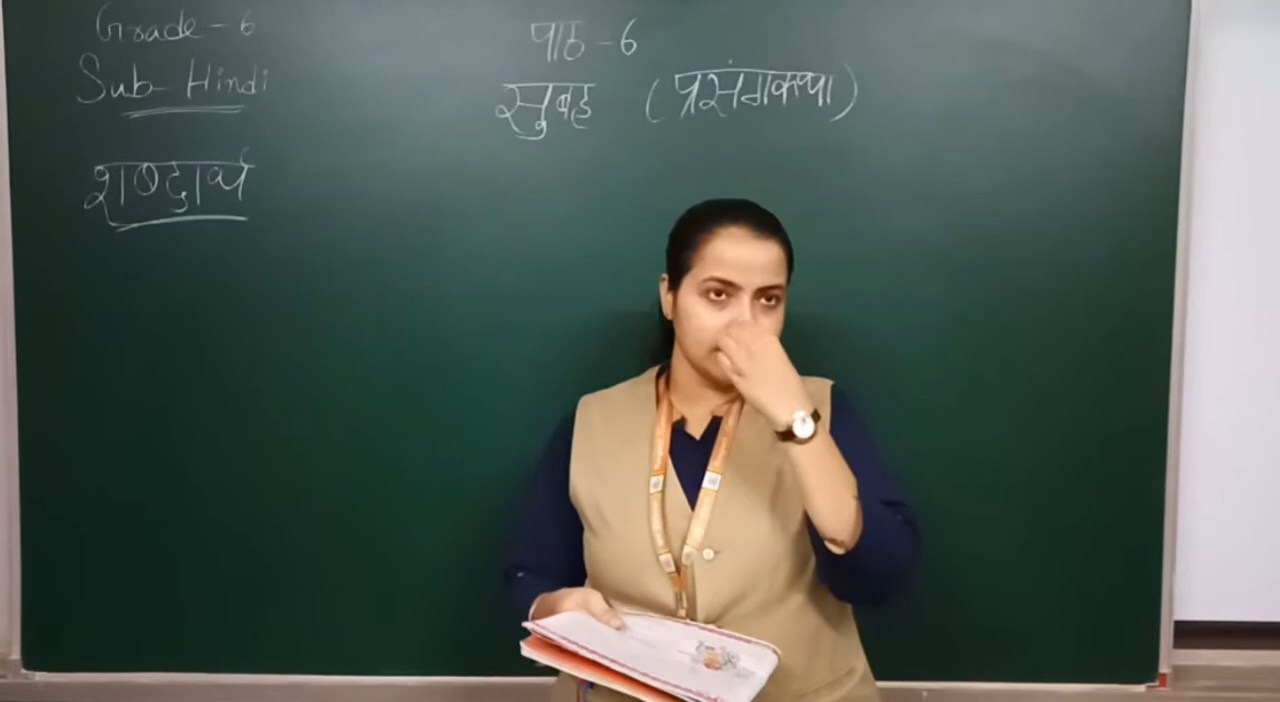 Grade - 6
Sub- Hindi
शब्दार्थ
पाठ - 6
सुबह (प्रसंगकथा)